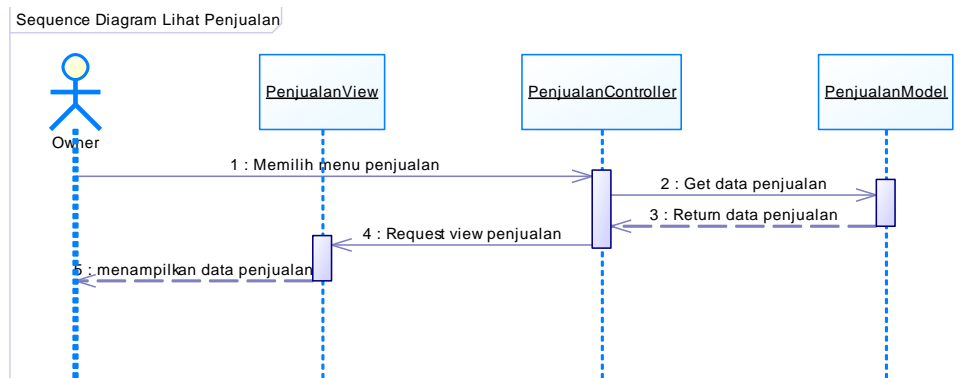 Sequence Diagram Lihat Penjualan
PenjualanView
PenjualanController
PenjualanModel
Owner
1 : Memilih menu penjualan
2 : Get data penjualan
3 : Return data penjualan
4 : Request view penjualan
5 : menampilkan data penjualan